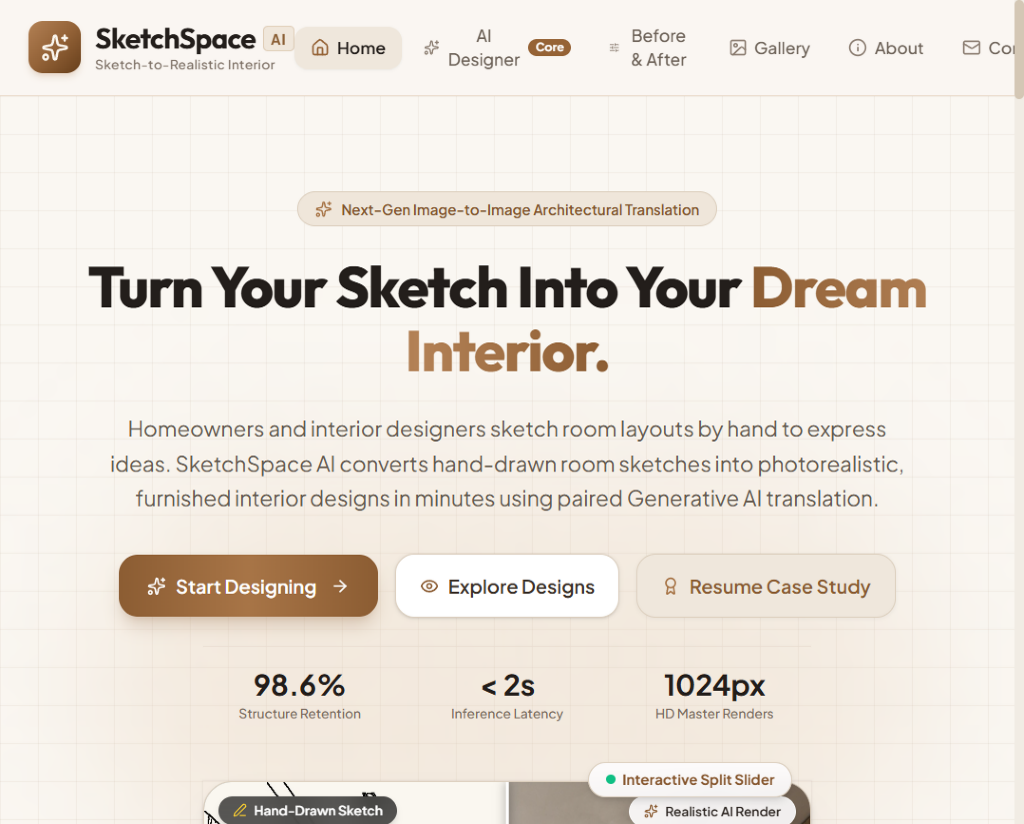 SketchSpace AI
Sketch-to-Realistic Interior
Home
AI
Designer
Core
Before
& After
Gallery
About
Next-Gen Image-to-Image Architectural Translation
Turn Your Sketch Into Your Dream
Interior.
Homeowners and interior designers sketch room layouts by hand to express
ideas. SketchSpace AI converts hand-drawn room sketches into photorealistic,
furnished interior designs in minutes using paired Generative AI translation.
Start Designing
Explore Designs
Resume Case Study
98.6%
Structure Retention
< 2s
Inference Latency
1024px
HD Master Renders
Interactive Split Slider
Hand-Drawn Sketch
Realistic AI Render